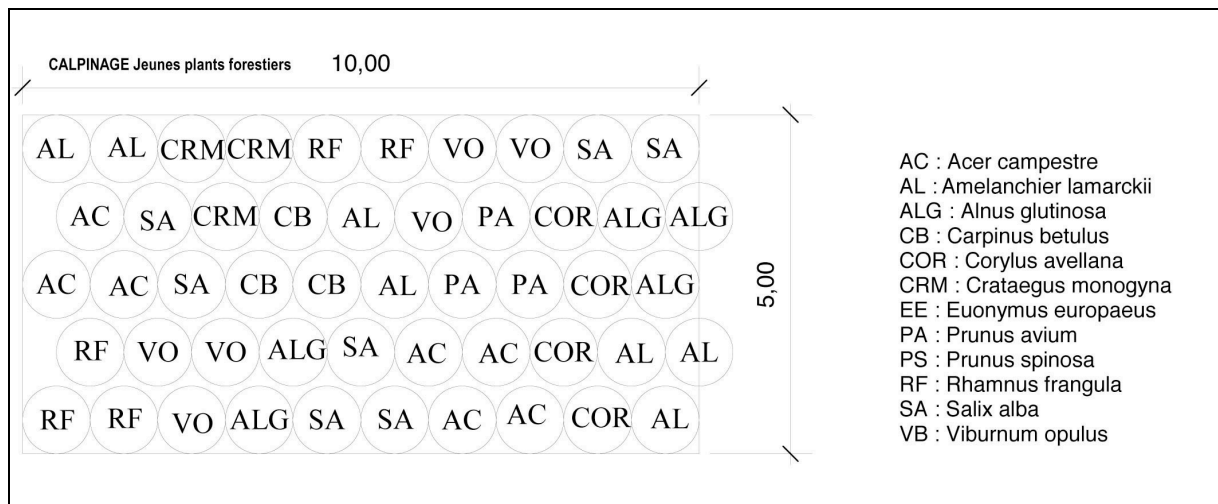 CALPINAGE Jeunes plants forestiers 10,00
AL AL CRM CRM RF RF VO VO SA SA
AC SA CRM CB AL VO PA COR ALG ALG
AC AC SA CB CB AL PA PA COR ALG
RF VO VO ALG SA AC AC COR AL AL
RF RF VO ALG SA SA AC AC COR AL
5,00
AC : Acer campestre
AL : Amelanchier lamarckii
ALG : Alnus glutinosa
CB : Carpinus betulus
COR : Corylus avellana
CRM : Crataegus monogyna
EE : Euonymus europaeus
PA : Prunus avium
PS : Prunus spinosa
RF : Rhamnus frangula
SA : Salix alba
VB : Viburnum opulus